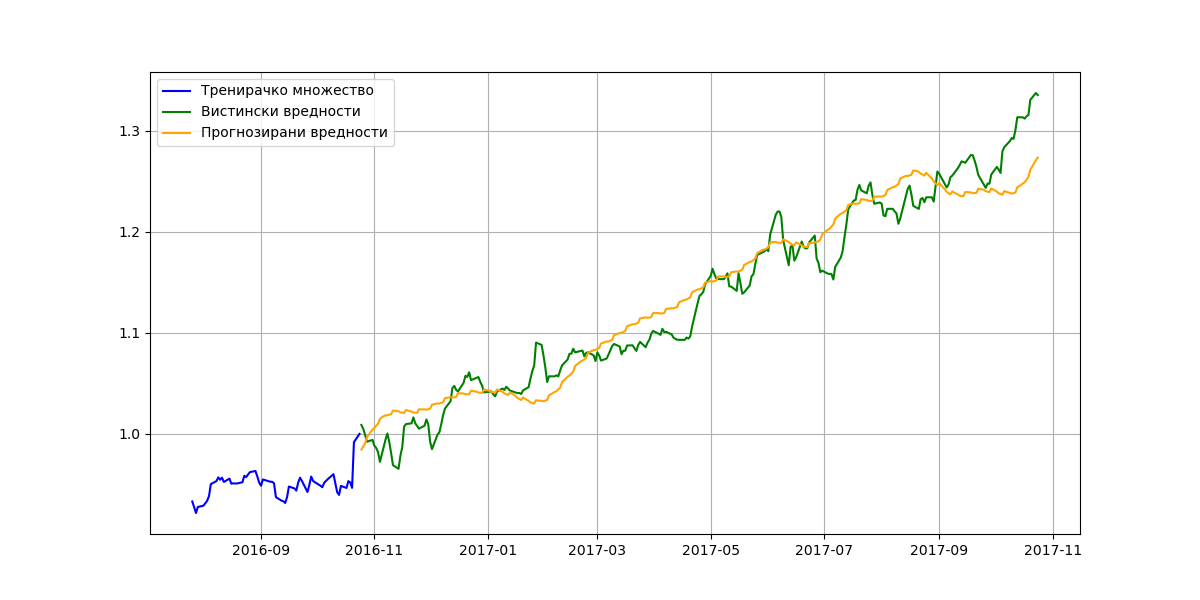 Тренирачко множество
Вистински вредности
Прогнозирани вредности
1.3
1.2
1.1
1.0
2016-09 2016-11 2017-01 2017-03 2017-05 2017-07 2017-09 2017-11